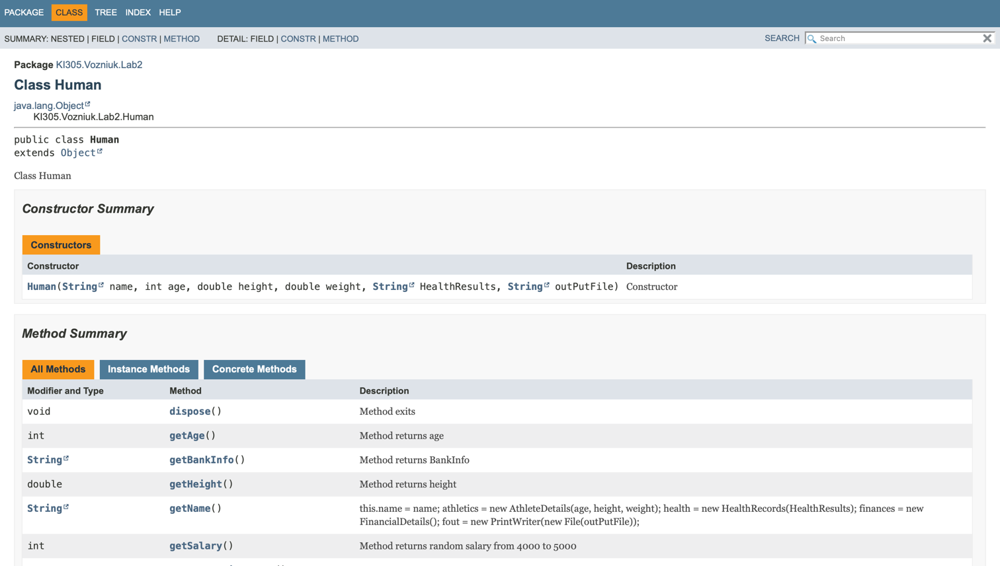 PACKAGE CLASS TREE INDEX HELP
SUMMARY: NESTED | FIELD | CONSTR | METHOD DETAIL: FIELD | CONSTR | METHOD SEARCH Search
Package KI305.Vozniuk.Lab2
Class Human
java.lang.Object
KI305.Vozniuk.Lab2.Human
public class Human
extends Object
Class Human
Constructor Summary
Constructors
Constructor Description
Human(String name, int age, double height, double weight, String HealthResults, String outPutFile) Constructor
Method Summary
All Methods Instance Methods Concrete Methods
Modifier and Type Method Description
void dispose() Method exits
int getAge() Method returns age
String getBankInfo() Method returns BankInfo
double getHeight() Method returns height
String getName() this.name = name; athletics = new AthleteDetails(age, height, weight); health = new HealthRecords(HealthResults); finances = new
FinancialDetails(); fout = new PrintWriter(new File(outPutFile));
int getSalary() Method returns random salary from 4000 to 5000